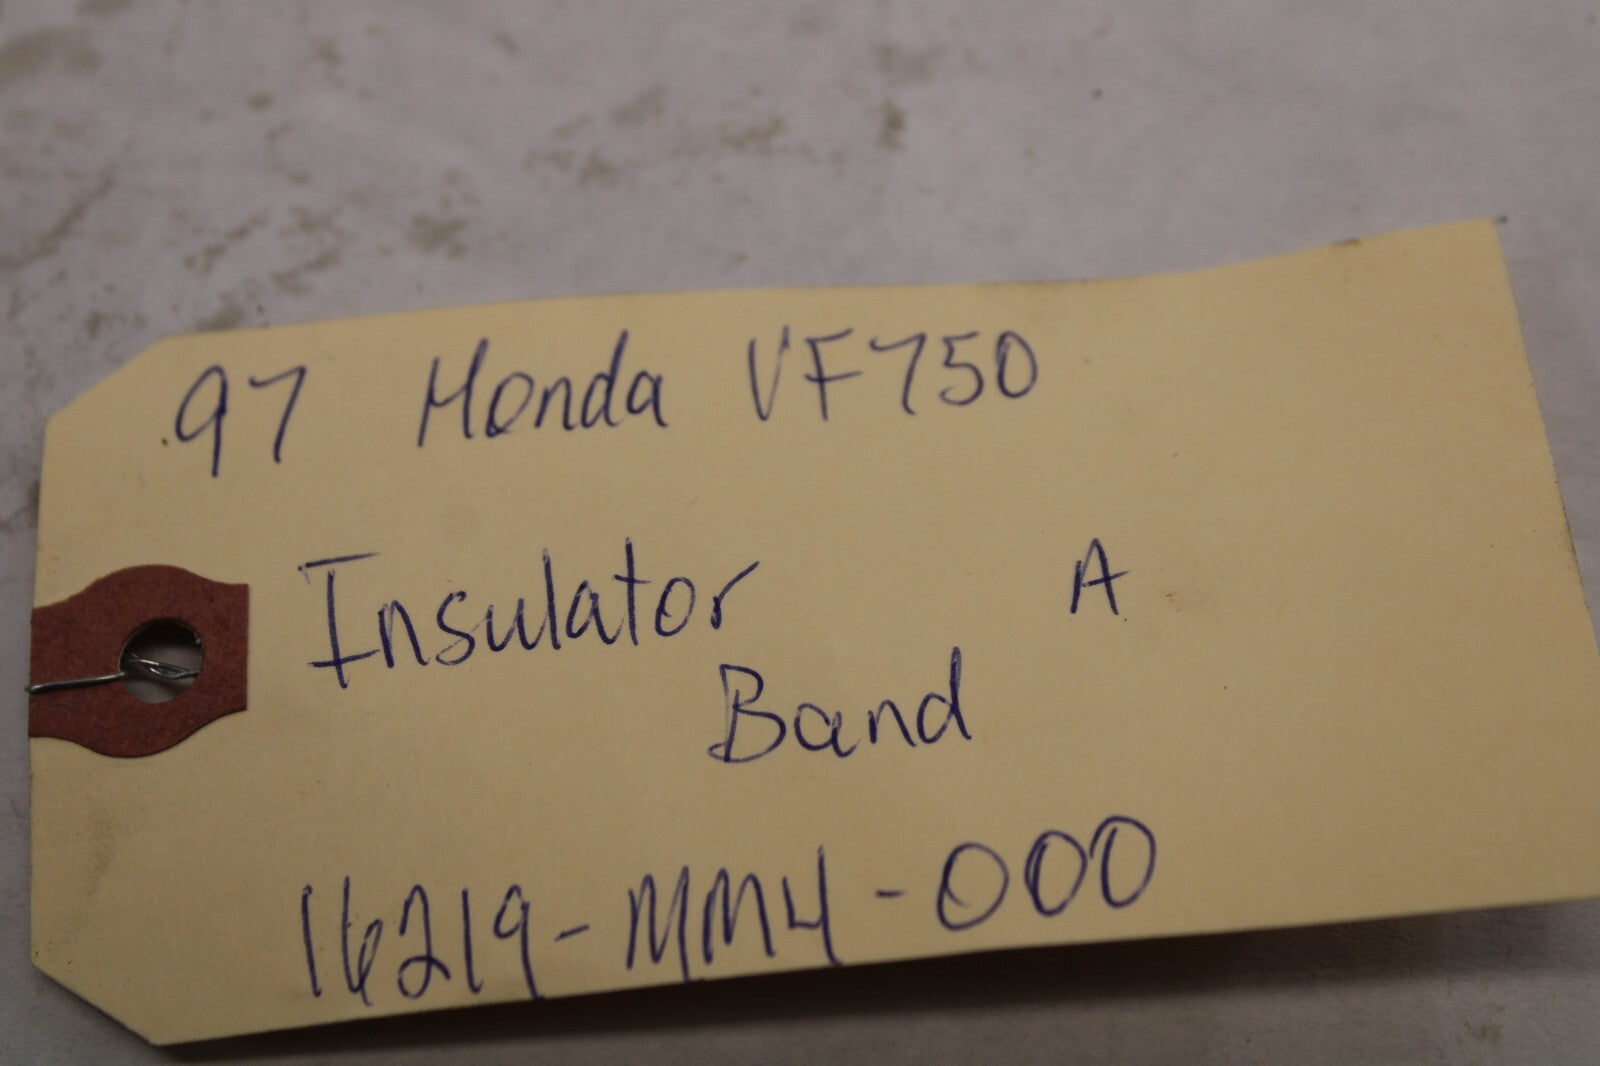 97 Honda VF750
Insulator A
Band
16219-MM4-000